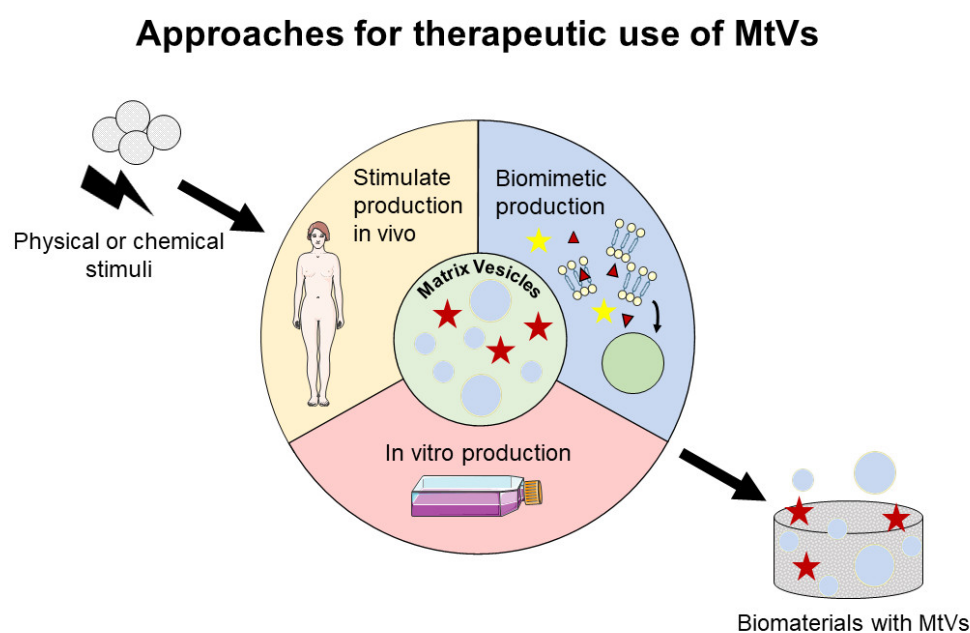 Approaches for therapeutic use of MtVs
Physical or chemical
stimuli
Stimulate
production
in vivo
Biomimetic
production
Matrix Vesicles
In vitro production
Biomaterials with MtVs